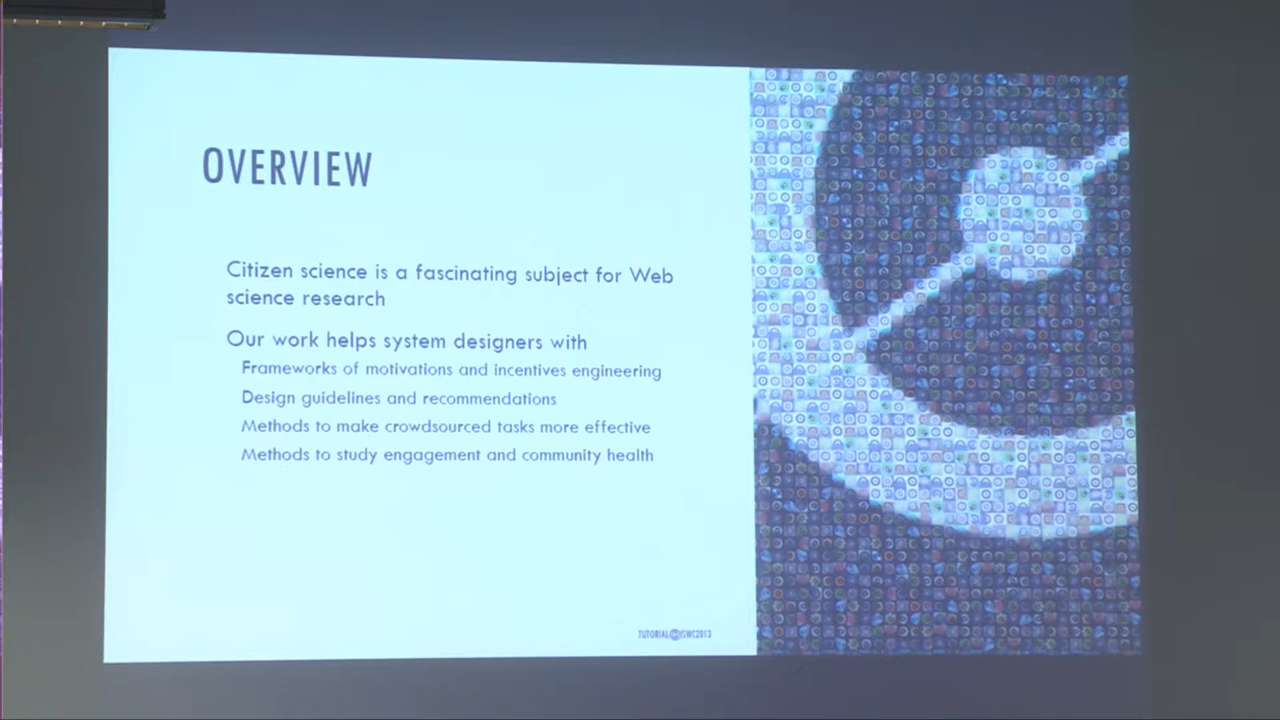 OVERVIEW
Citizen science is a fascinating subject for Web
science research
Our work helps system designers with
Frameworks of motivations and incentives engineering
Design guidelines and recommendations
Methods to make crowdsourced tasks more effective
Methods to study engagement and community health
TUTORIAL@ISWC2013